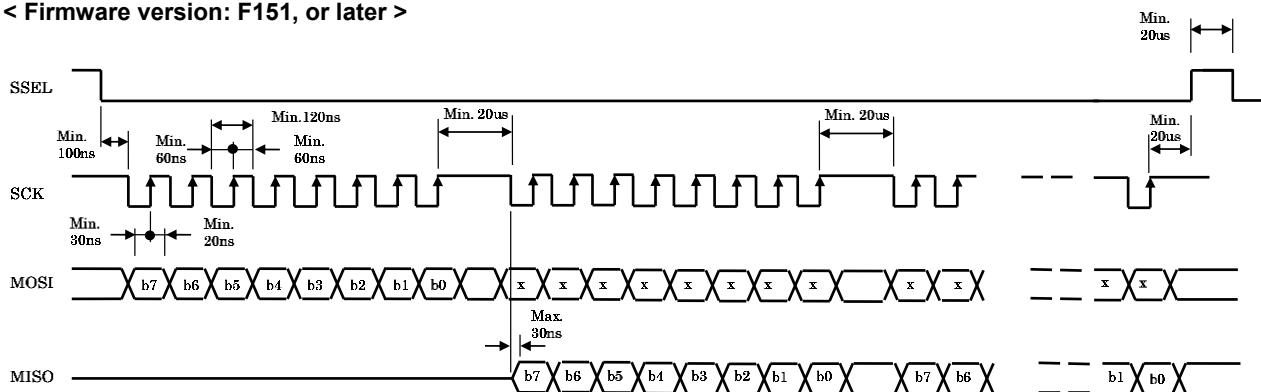 < Firmware version: F151, or later >
Min.
20us
SSEL
Min. 120ns
Min. 20us
Min. 20us
Min.
100ns
Min.
60ns
Min.
60ns
Min.
20us
SCK
Min.
30ns
Min.
20ns
MOSI
b7 b6 b5 b4 b3 b2 b1 b0 x x x x x x x x x x x x
Max.
30ns
MISO
b7 b6 b5 b4 b3 b2 b1 b0 b7 b6 b1 b0